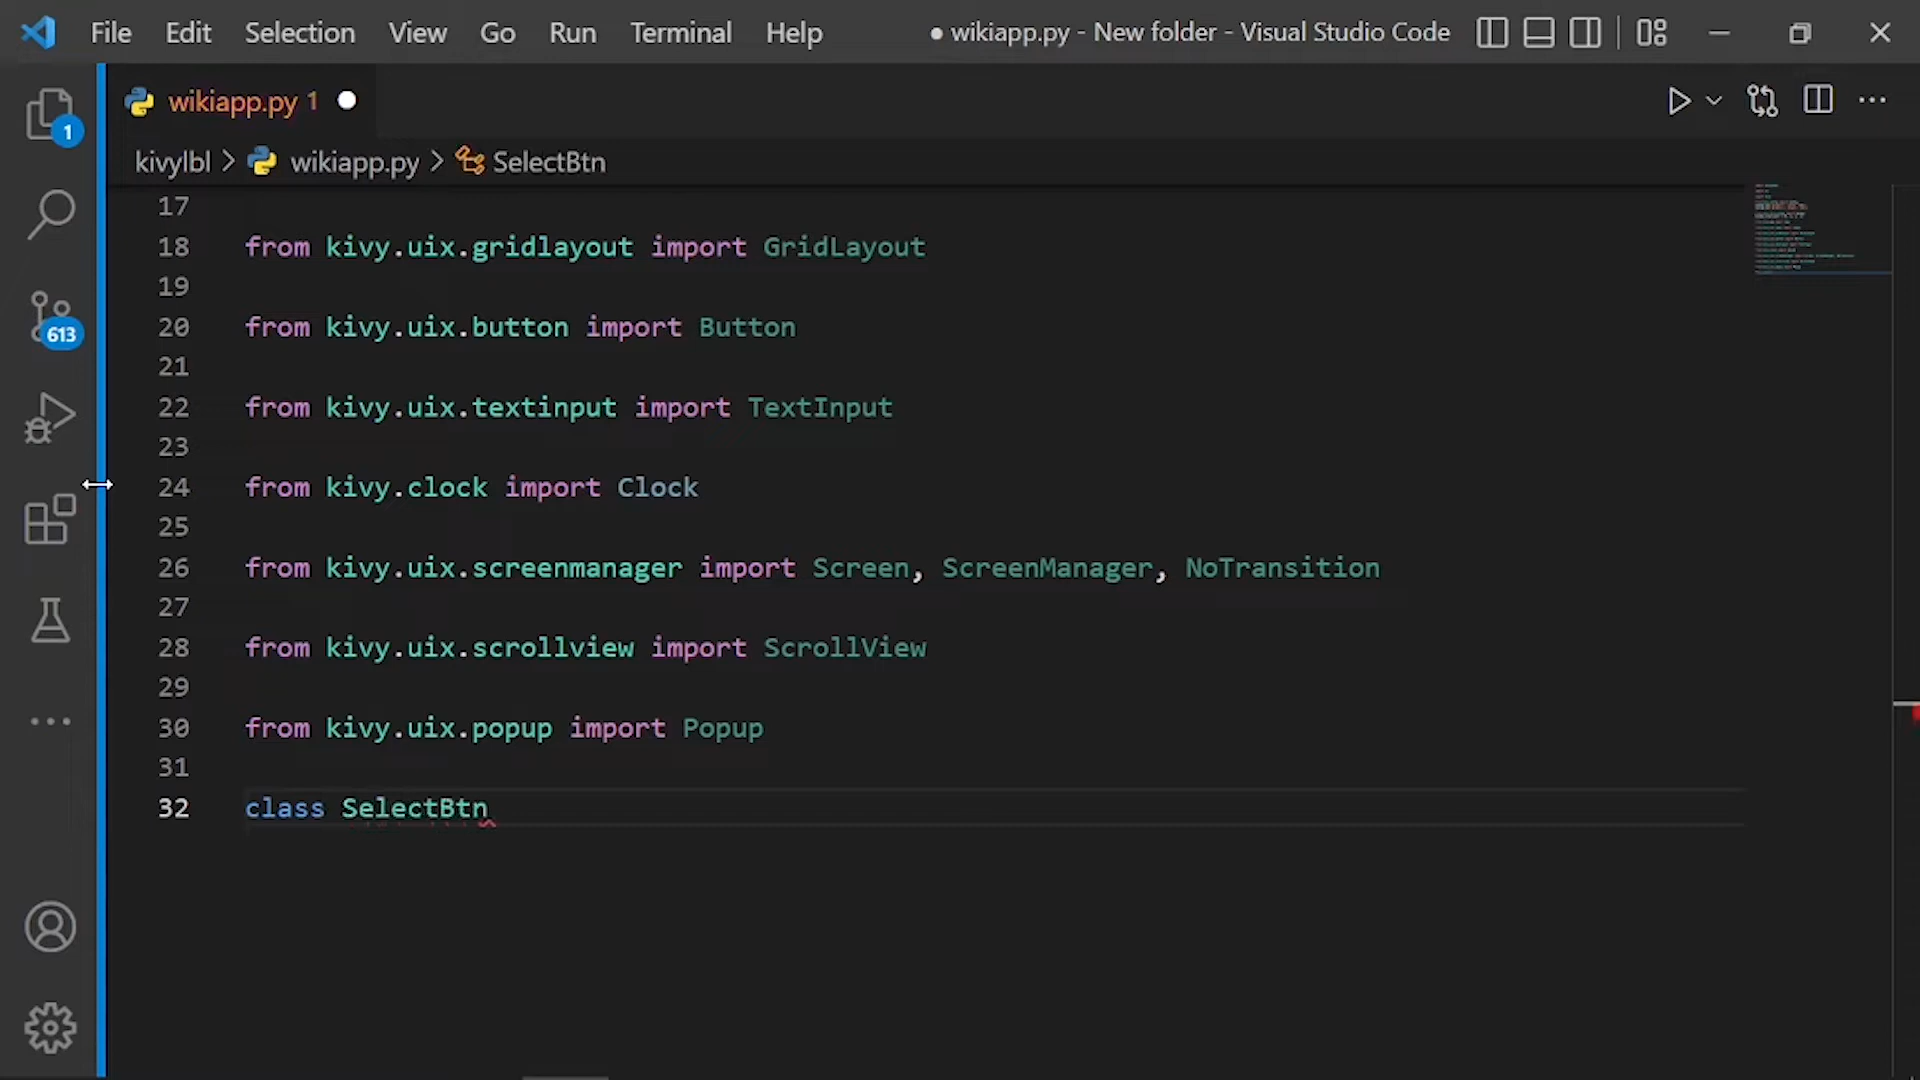 File Edit Selection View Go Run Terminal Help ● wikiapp.py - New folder - Visual Studio Code
wikiapp.py 1
kivylbl > wikiapp.py > SelectBtn
1
613
17
18 from kivy.uix.gridlayout import GridLayout
19
20 from kivy.uix.button import Button
21
22 from kivy.uix.textinput import TextInput
23
24 from kivy.clock import Clock
25
26 from kivy.uix.screenmanager import Screen, ScreenManager, NoTransition
27
28 from kivy.uix.scrollview import ScrollView
29
30 from kivy.uix.popup import Popup
31
32 class SelectBtn